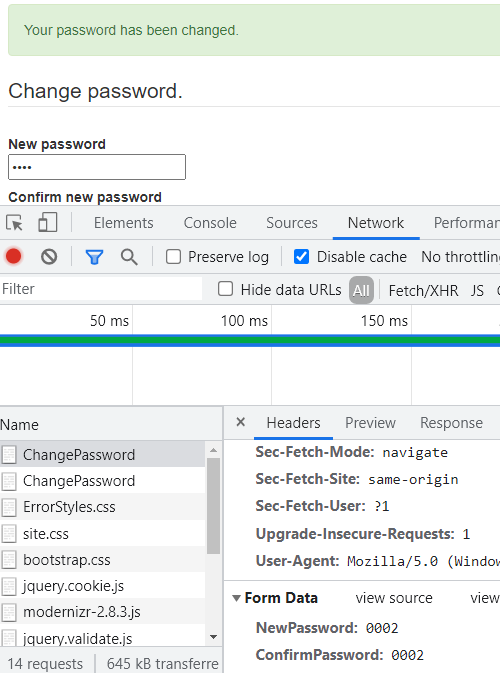 Your password has been changed.
Change password.
New password
••••
Confirm new password
Elements Console Sources Network Performan
Preserve log Disable cache No throttlin
Filter Hide data URLs All Fetch/XHR JS
50 ms 100 ms 150 ms
Name × Headers Preview Response
ChangePassword
ChangePassword
ErrorStyles.css
site.css
bootstrap.css
jquery.cookie.js
modernizr-2.8.3.js
jquery.validate.js
14 requests 645 kB transferre
Sec-Fetch-Mode: navigate
Sec-Fetch-Site: same-origin
Sec-Fetch-User: ?1
Upgrade-Insecure-Requests: 1
User-Agent: Mozilla/5.0 (Window
Form Data view source view
NewPassword: 0002
ConfirmPassword: 0002